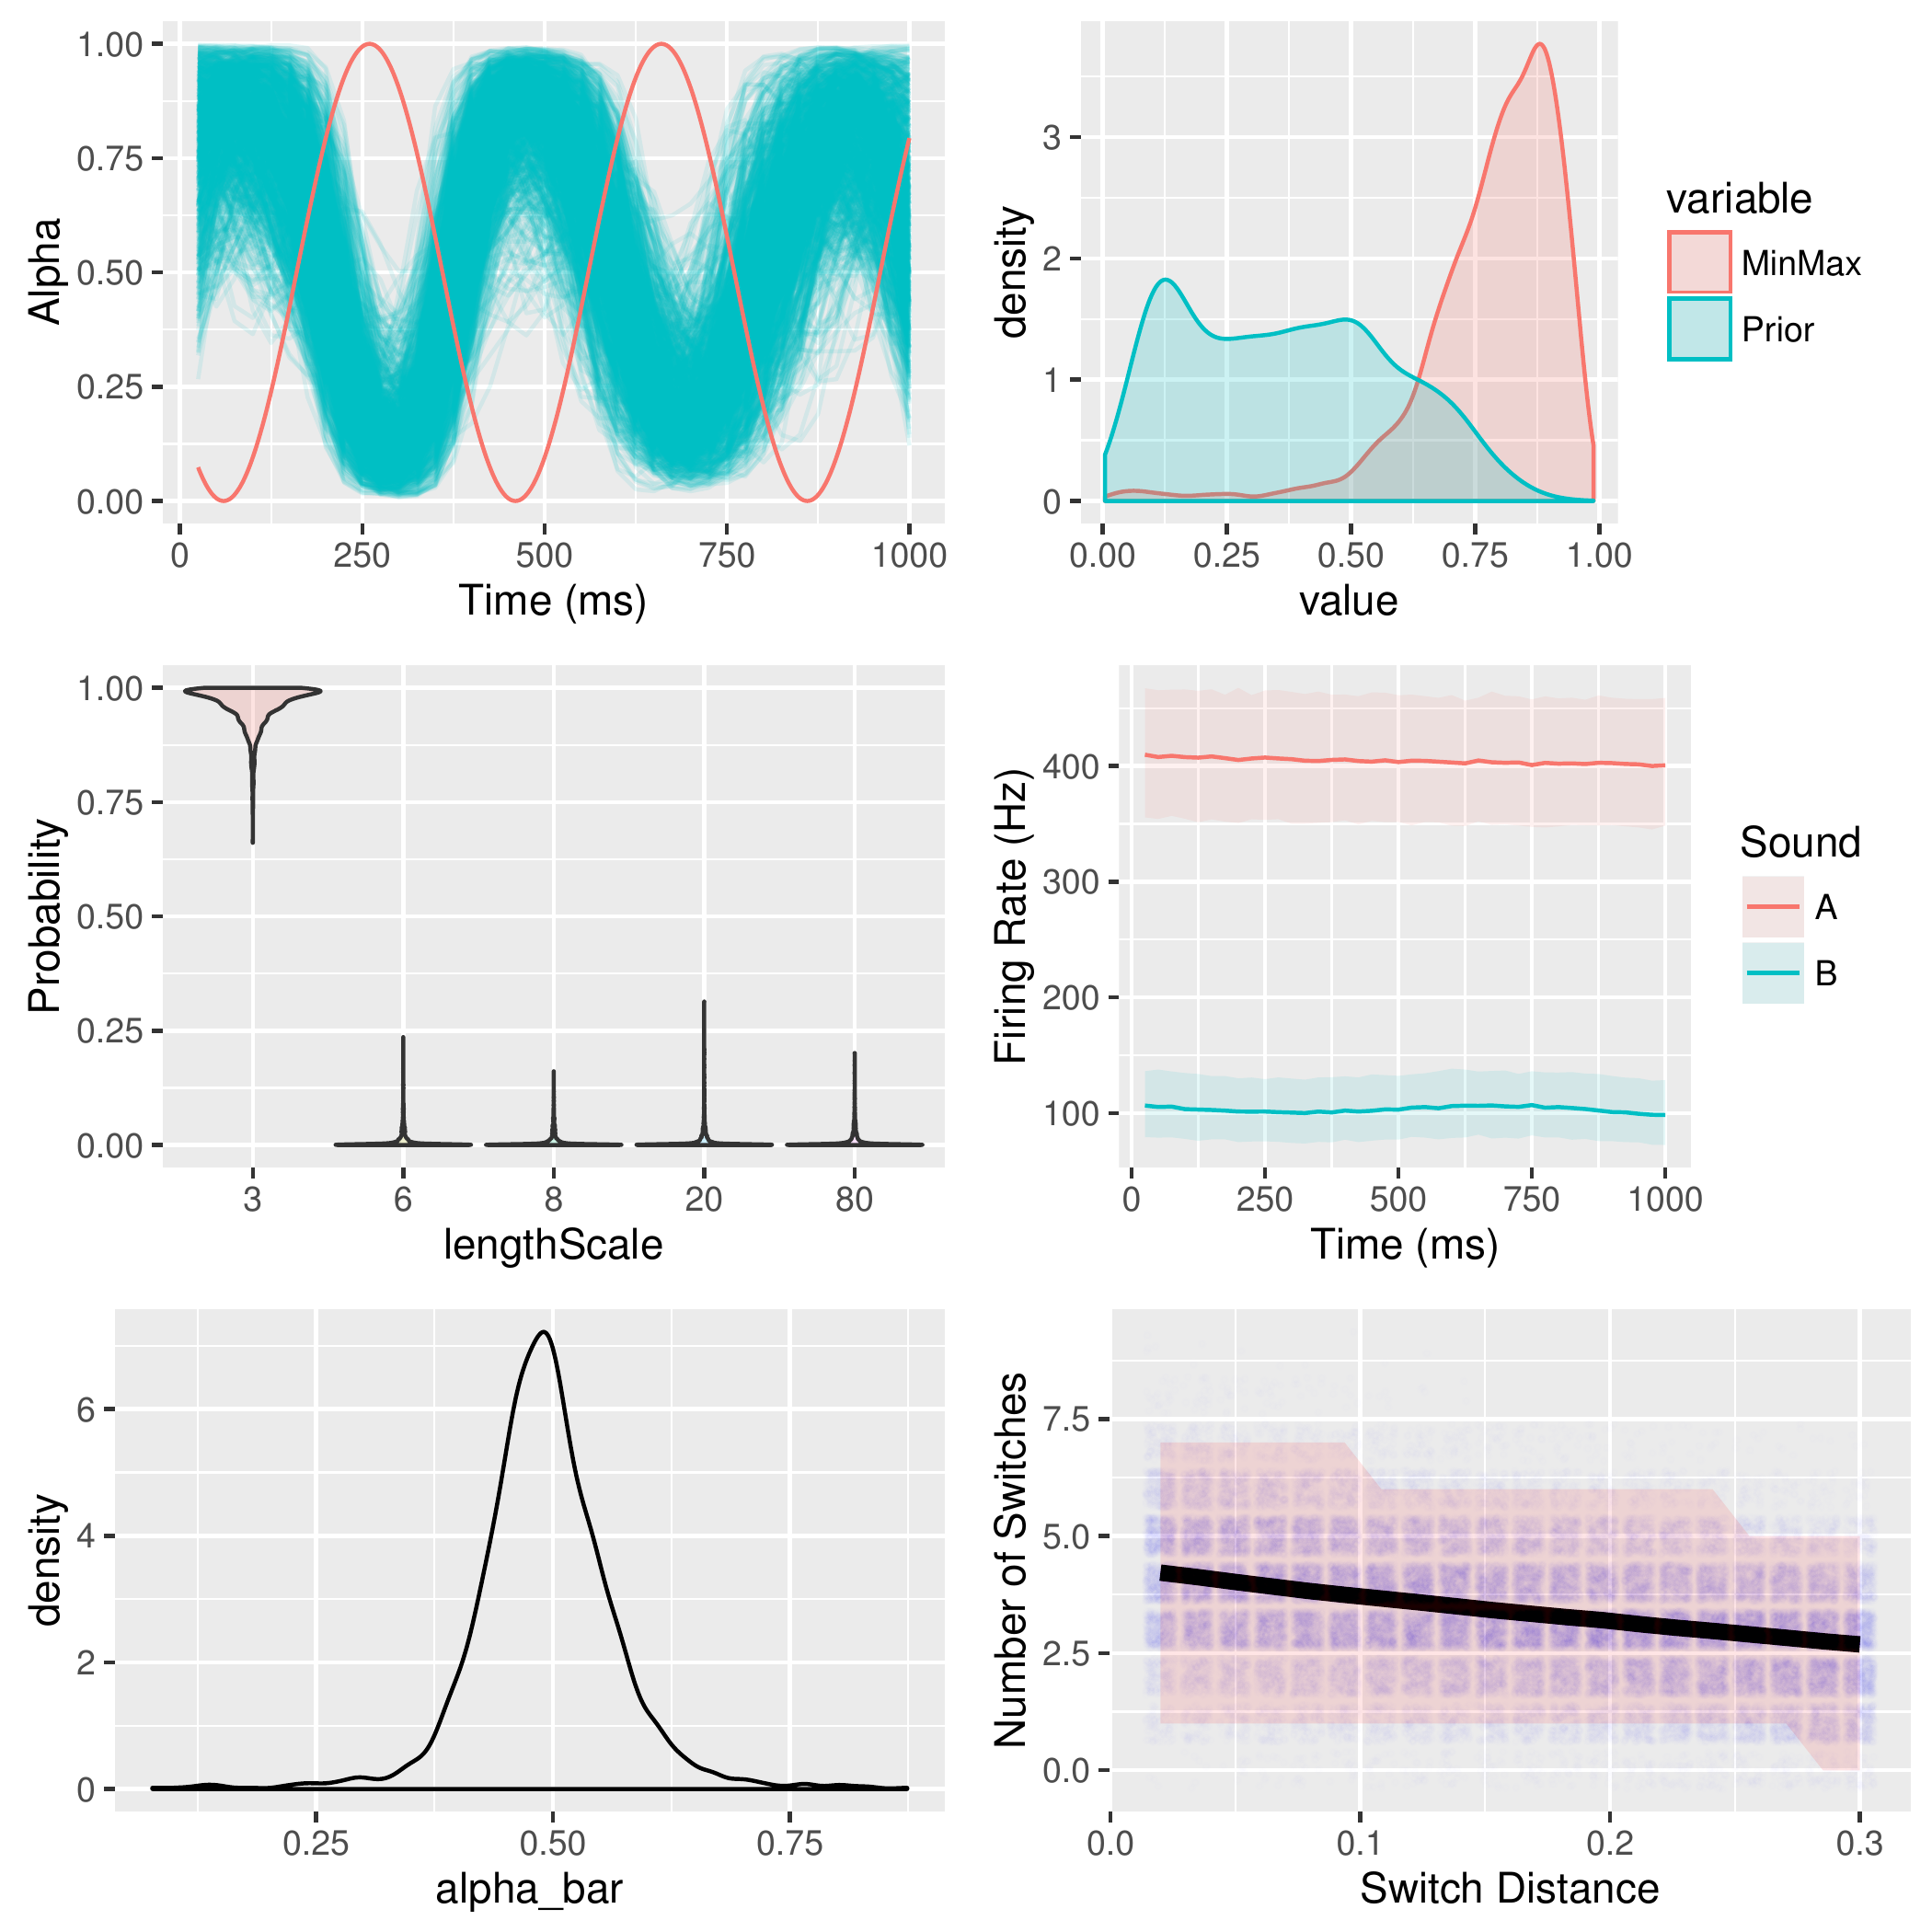 1.00
0.75
0.50
0.25
0.00
Alpha
0 250 500 750 1000
Time (ms)
3
2
1
0
density
0.00 0.25 0.50 0.75 1.00
value
variable
MinMax
Prior
1.00
0.75
0.50
0.25
0.00
Probability
3 6 8 20 80
lengthScale
400
300
200
100
Firing Rate (Hz)
0 250 500 750 1000
Time (ms)
Sound
A
B
6
4
2
0
density
0.25 0.50 0.75
alpha_bar
7.5
5.0
2.5
0.0
Number of Switches
0.0 0.1 0.2 0.3
Switch Distance